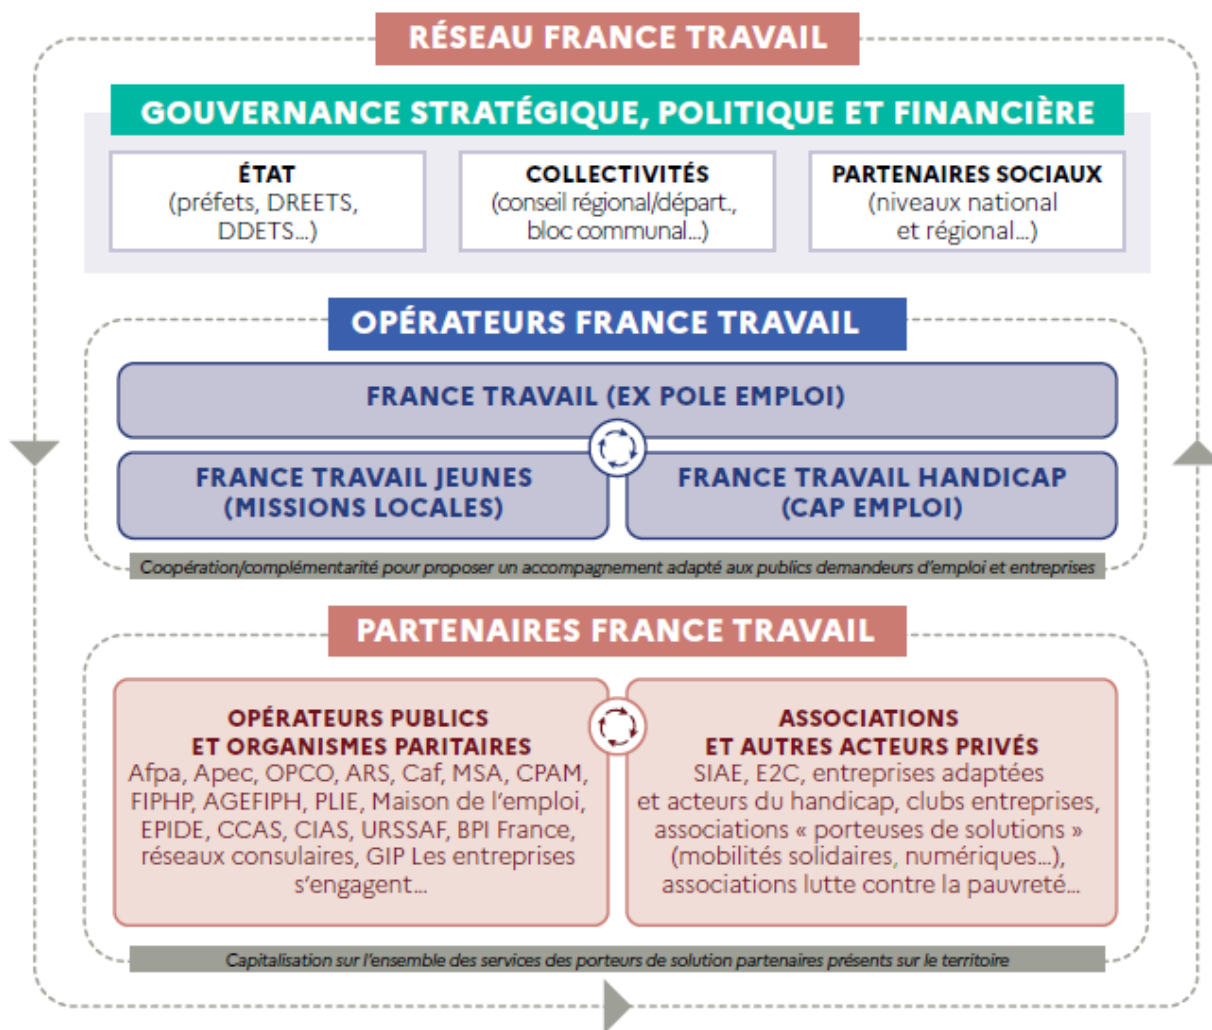 RÉSEAU FRANCE TRAVAIL
GOUVERNANCE STRATÉGIQUE, POLITIQUE ET FINANCIÈRE
ÉTAT
(préfets, DREETS,
DDETS...)
COLLECTIVITÉS
(conseil régional/départ.,
bloc communal...)
PARTENAIRES SOCIAUX
(niveaux national
et régional...)
OPÉRATEURS FRANCE TRAVAIL
FRANCE TRAVAIL (EX POLE EMPLOI)
FRANCE TRAVAIL JEUNES
(MISSIONS LOCALES)
FRANCE TRAVAIL HANDICAP
(CAP EMPLOI)
Coopération/complémentarité pour proposer un accompagnement adapté aux publics demandeurs d'emploi et entreprises
PARTENAIRES FRANCE TRAVAIL
OPÉRATEURS PUBLICS
ET ORGANISMES PARITAIRES
Afpa, Apec, OPCO, ARS, Caf, MSA, CPAM,
FIPHP, AGEFIPH, PLIE, Maison de l'emploi,
EPIDE, CCAS, CIAS, URSSAF, BPI France,
réseaux consulaires, GIP Les entreprises
s'engagent...
ASSOCIATIONS
ET AUTRES ACTEURS PRIVÉS
SIAE, E2C, entreprises adaptées
et acteurs du handicap, clubs entreprises,
associations « porteuses de solutions »
(mobilités solidaires, numériques...),
associations lutte contre la pauvreté...
Capitalisation sur l'ensemble des services des porteurs de solution partenaires présents sur le territoire